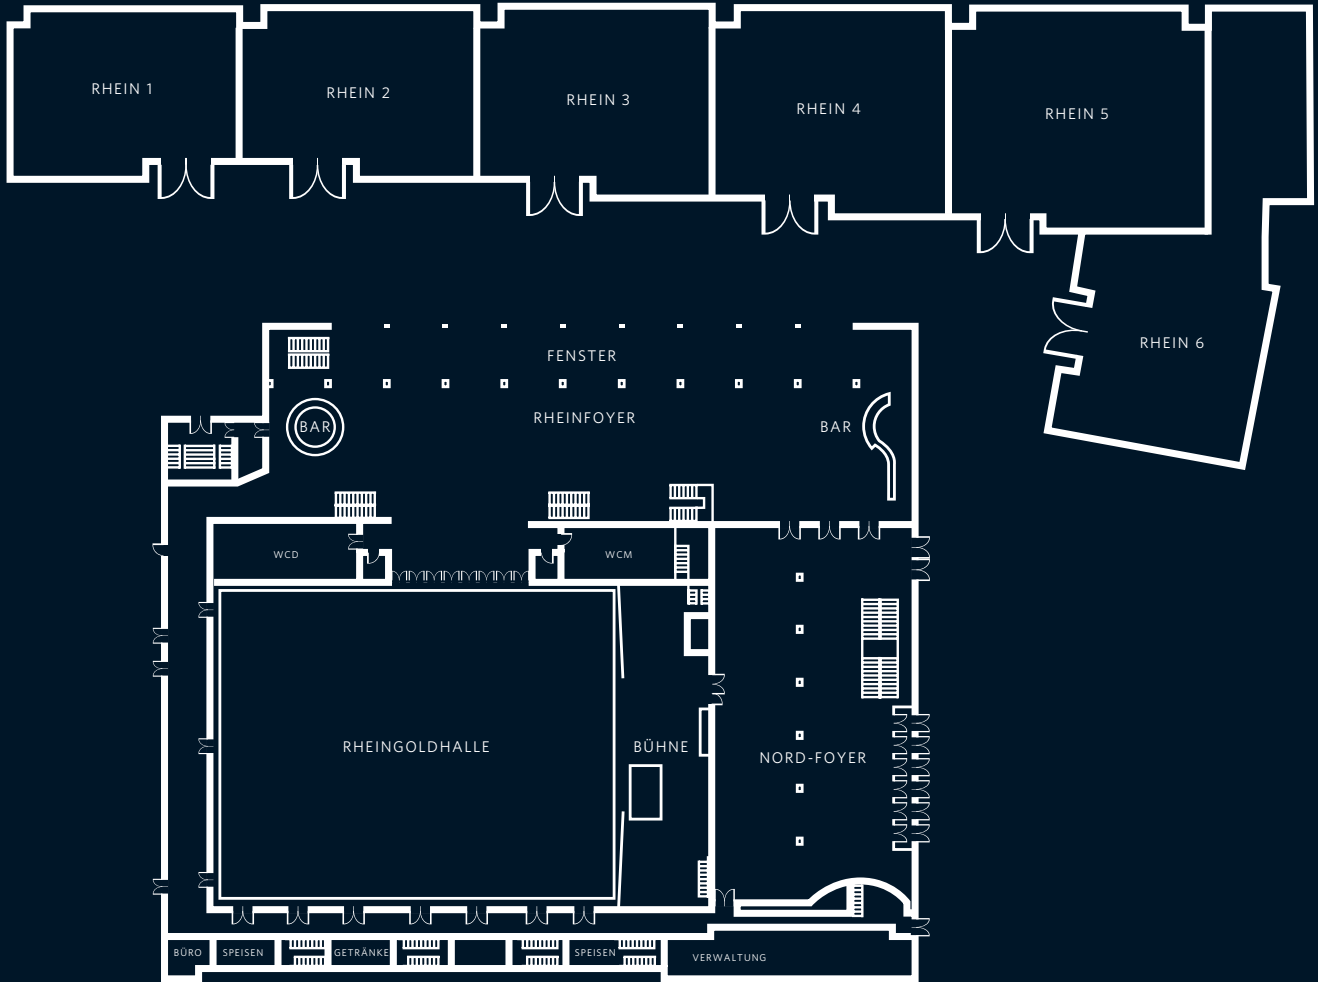 RHEIN 1
RHEIN 2
RHEIN 3
RHEIN 4
RHEIN 5
RHEIN 6
FENSTER
RHEINFOYER
BAR
BAR
WCD
WCM
RHEINGOLDHALLE
BÜHNE
NORD-FOYER
BÜRO
SPEISEN
GETRÄNKE
SPEISEN
VERWALTUNG